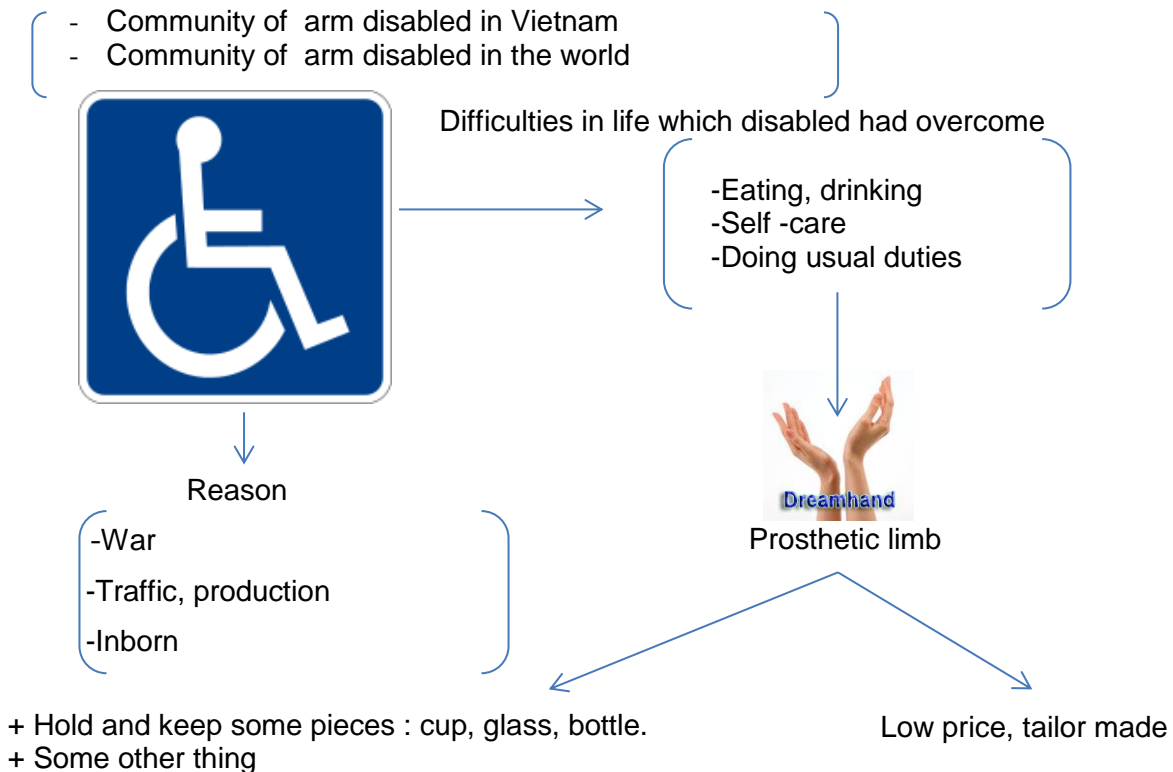 - Community of arm disabled in Vietnam
- Community of arm disabled in the world
Difficulties in life which disabled had overcome
-Eating, drinking
-Self -care
-Doing usual duties
Dreamhand
Prosthetic limb
Reason
-War
-Traffic, production
-Inborn
+ Hold and keep some pieces : cup, glass, bottle.
+ Some other thing
Low price, tailor made